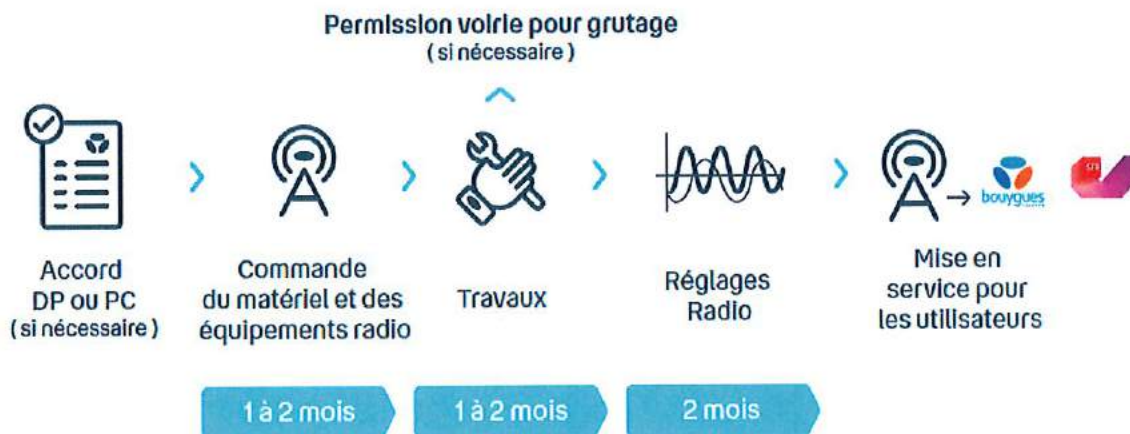 Permission voirie pour grutage
( si nécessaire )
Accord
DP ou PC
( si nécessaire )
Commande
du matériel et des
équipements radio
Travaux
Réglages
Radio
bouygues
Mise en
service pour
les utilisateurs
1 à 2 mois
1 à 2 mois
2 mois